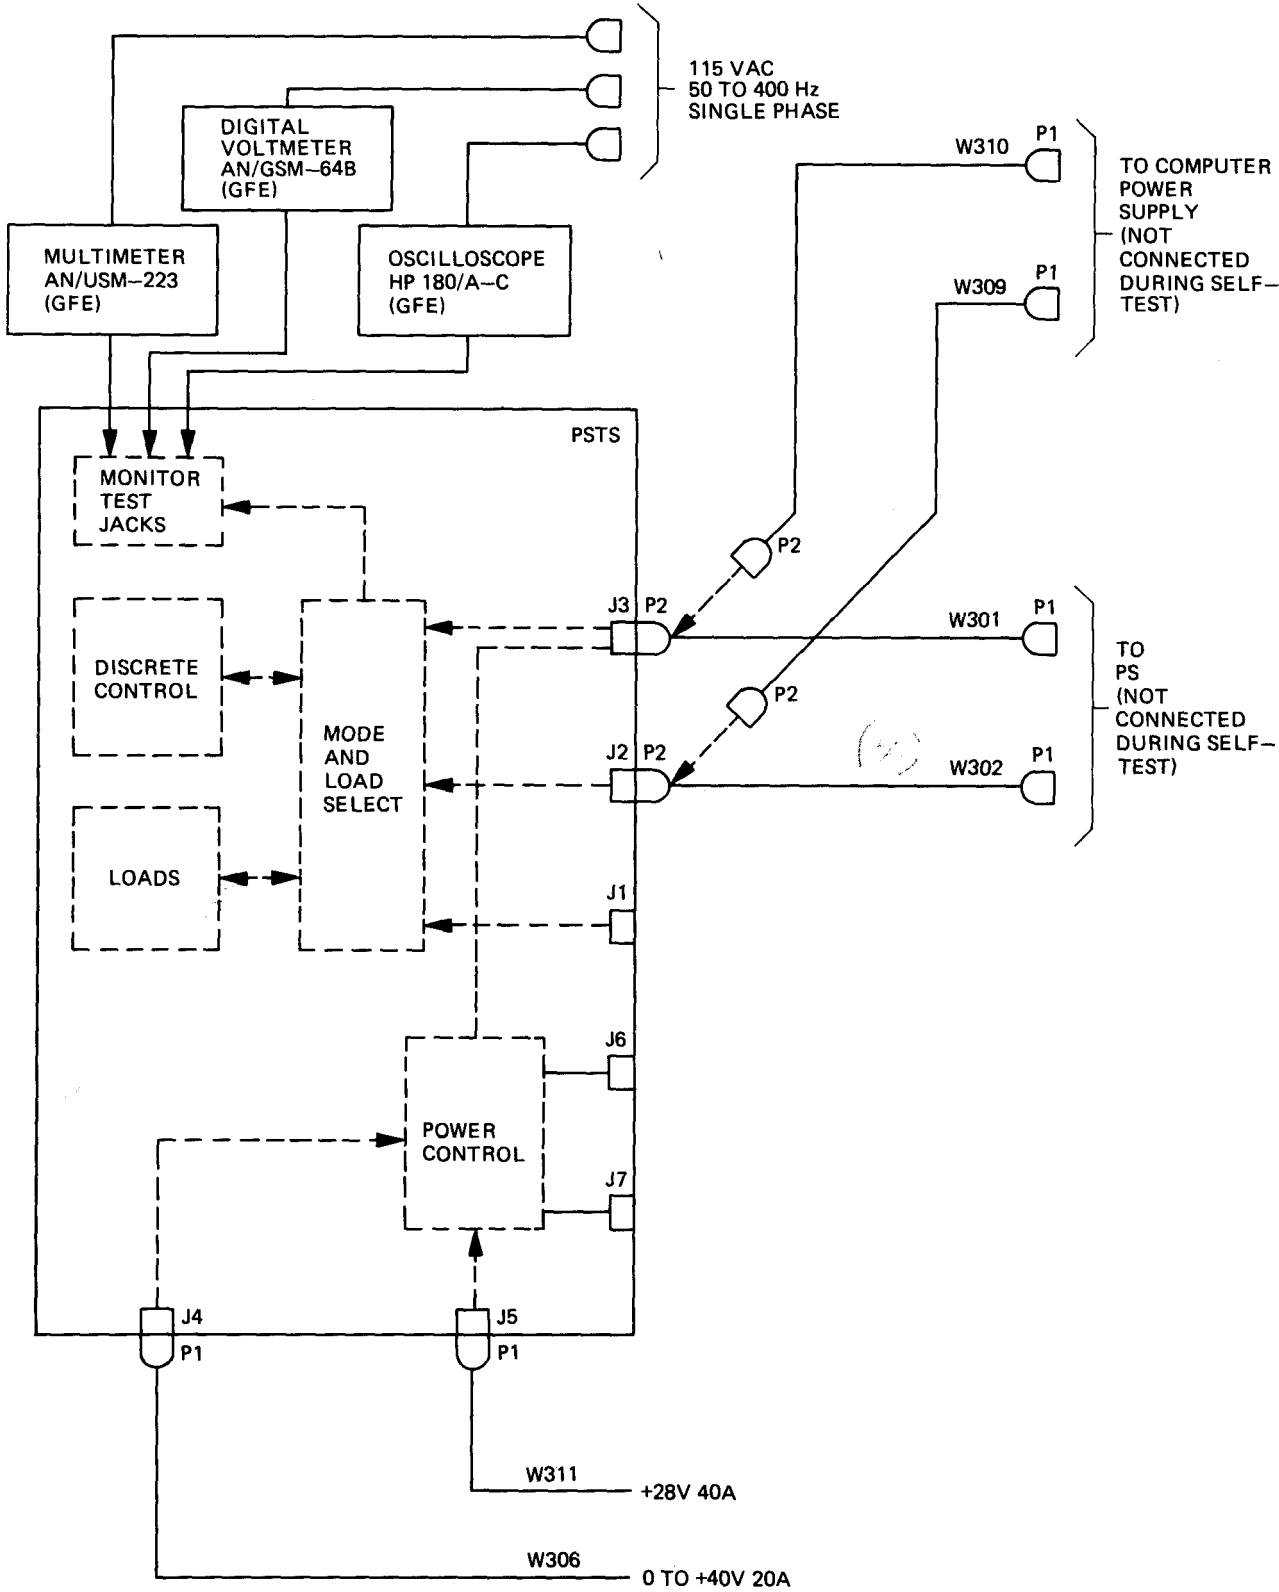 115 VAC
50 TO 400 Hz
SINGLE PHASE
DIGITAL
VOLTMETER
AN/GSM-64B
(GFE)
MULTIMETER
AN/USM-223
(GFE)
OSCILLOSCOPE
HP 180/A-C
(GFE)
W310
P1
W309
P1
TO COMPUTER
POWER
SUPPLY
(NOT
CONNECTED
DURING SELF-
TEST)
PSTS
MONITOR
TEST
JACKS
P2
J3
P2
W301
P1
DISCRETE
CONTROL
MODE
AND
LOAD
SELECT
P2
J2
P2
W302
P1
TO
PS
(NOT
CONNECTED
DURING SELF-
TEST)
LOADS
J1
J6
POWER
CONTROL
J7
J4
P1
J5
P1
W311
+28V 40A
W306
0 TO +40V 20A